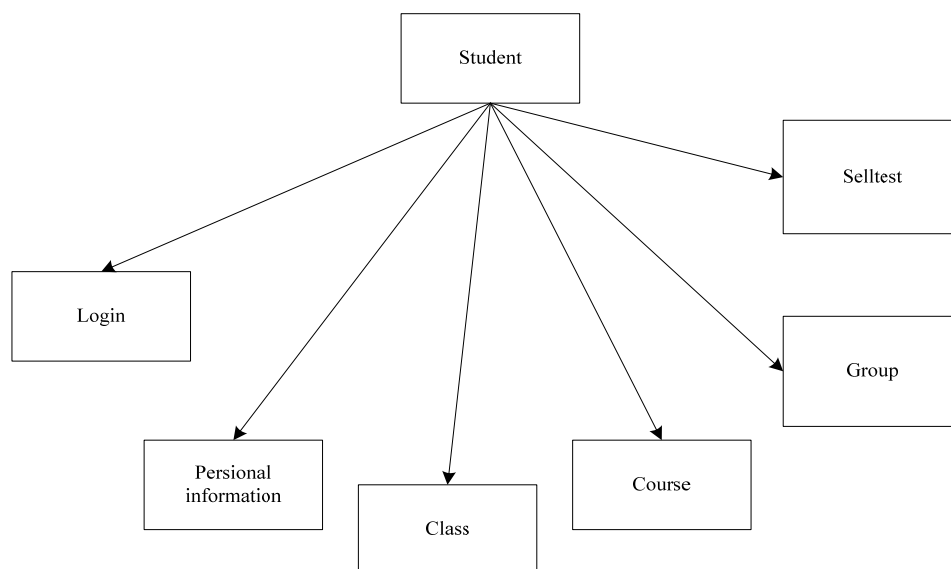 Student
Selltest
Login
Group
Persional
information
Course
Class